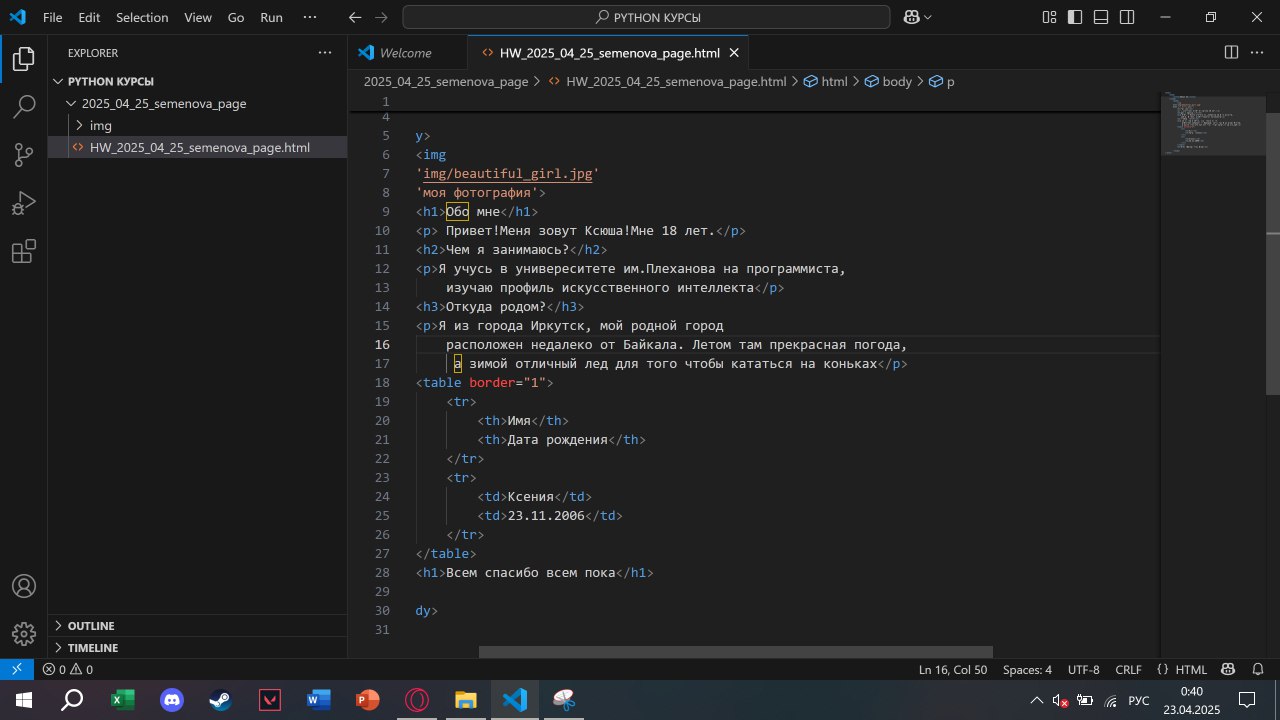 File Edit Selection View Go Run ··· PYTHON КУРСЫ
EXPLORER ···
PYTHON КУРСЫ
2025_04_25_semenova_page
img
HW_2025_04_25_semenova_page.html
OUTLINE
TIMELINE
Welcome HW_2025_04_25_semenova_page.html
2025_04_25_semenova_page > HW_2025_04_25_semenova_page.html > html > body > p
1
4
5 y>
6 <img
7 'img/beautiful_girl.jpg'
8 'моя фотография'>
9 <h1>Обо мне</h1>
10 <p> Привет!Меня зовут Ксюша!Мне 18 лет.</p>
11 <h2>Чем я занимаюсь?</h2>
12 <p>Я учусь в универеситете им.Плеханова на программиста,
13 изучаю профиль искусственного интеллекта</p>
14 <h3>Откуда родом?</h3>
15 <p>Я из города Иркутск, мой родной город
16 расположен недалеко от Байкала. Летом там прекрасная погода,
17 а зимой отличный лед для того чтобы кататься на коньках</p>
18 <table border="1">
19 <tr>
20 <th>Имя</th>
21 <th>Дата рождения</th>
22 </tr>
23 <tr>
24 <td>Ксения</td>
25 <td>23.11.2006</td>
26 </tr>
27 </table>
28 <h1>Всем спасибо всем пока</h1>
29
30 dy>
31
0 0 Ln 16, Col 50 Spaces: 4 UTF-8 CRLF {} HTML
РУС 0:40
23.04.2025